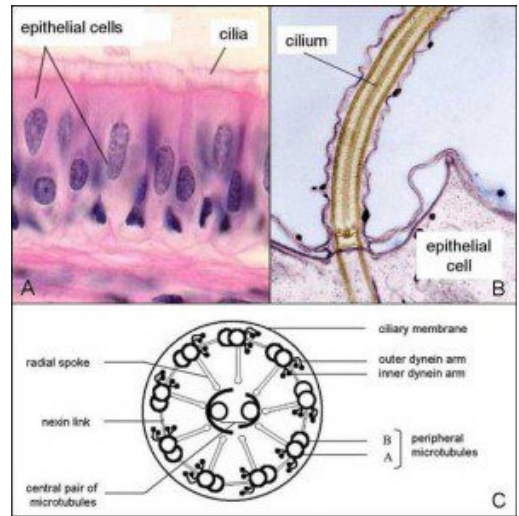 epithelial cells
cilia
A
cilium
epithelial
cell
B
radial spoke
nexin link
central pair of
microtubules
ciliary membrane
outer dynein arm
inner dynein arm
B
A
peripheral
microtubules
C